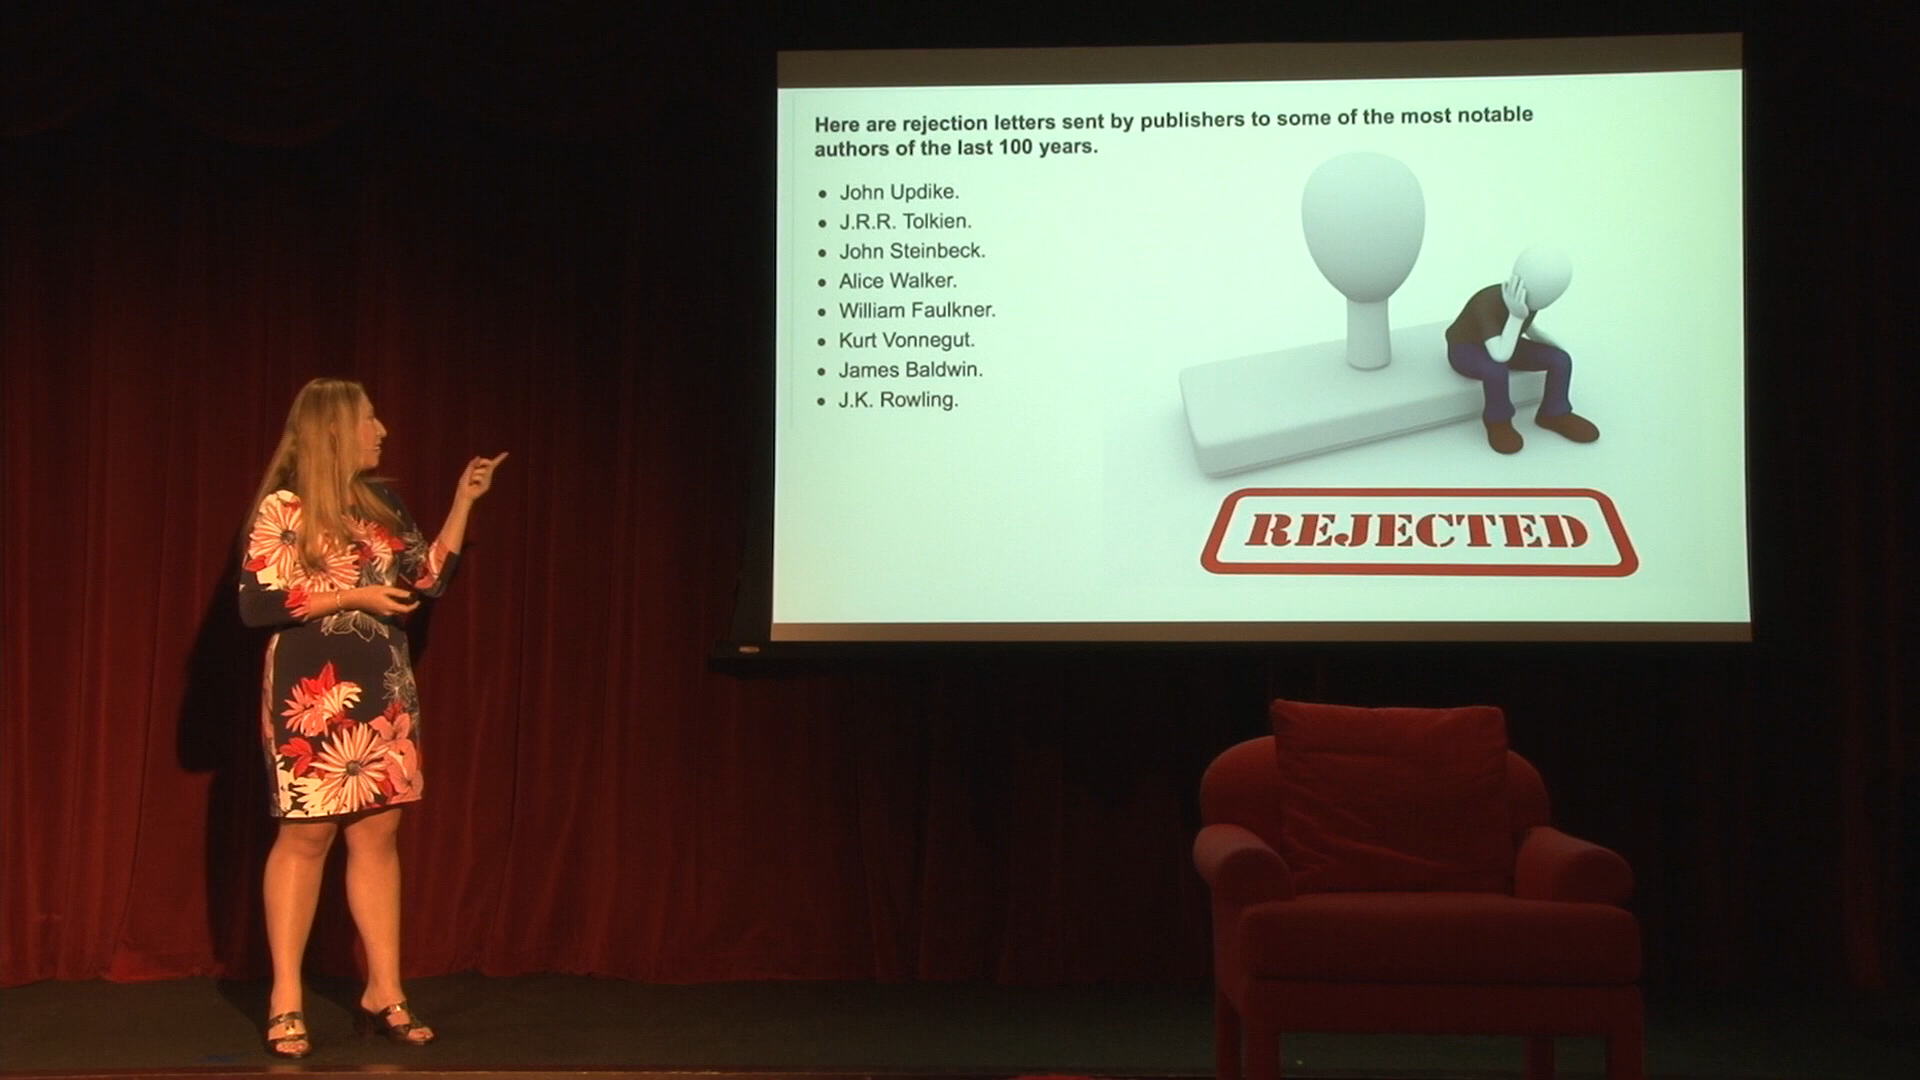 Here are rejection letters sent by publishers to some of the most notable
authors of the last 100 years.
• John Updike.
• J.R.R. Tolkien.
• John Steinbeck.
• Alice Walker.
• William Faulkner.
• Kurt Vonnegut.
• James Baldwin.
• J.K. Rowling.
REJECTED